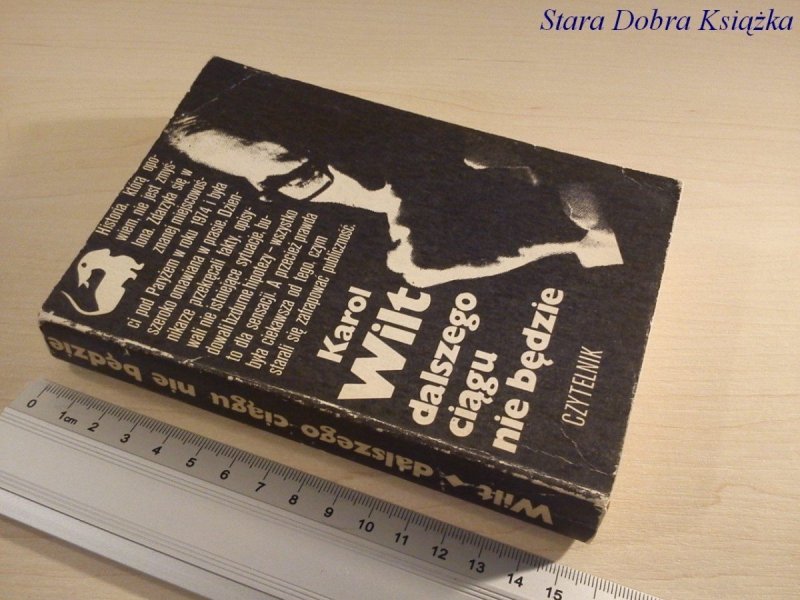 Stara Dobra Książka
Historia, którą opo-
wiem, nie jest zmyś-
lona. Zdarzyła się w
znanej miejscowoś-
ci pod Paryżem w roku 1974 i była
szeroko omawiana w prasie. Dzien-
nikarze przekręcali fakty, opisy-
wali nie istniejące sytuacje, bu-
dowali bzdurne hipotezy - wszystko
to dla sensacji. A przecież prawda
była ciekawsza od tego, czym
starali się zatrapować publiczność.
Karol
Wilt
dalszego
ciągu
nie będzie
CZYTELNIK
Wilt ♦ dalszego ciągu nie będzie
0 1cm 2 3 4 5 6 7 8 9 10 11 12 13 14 15